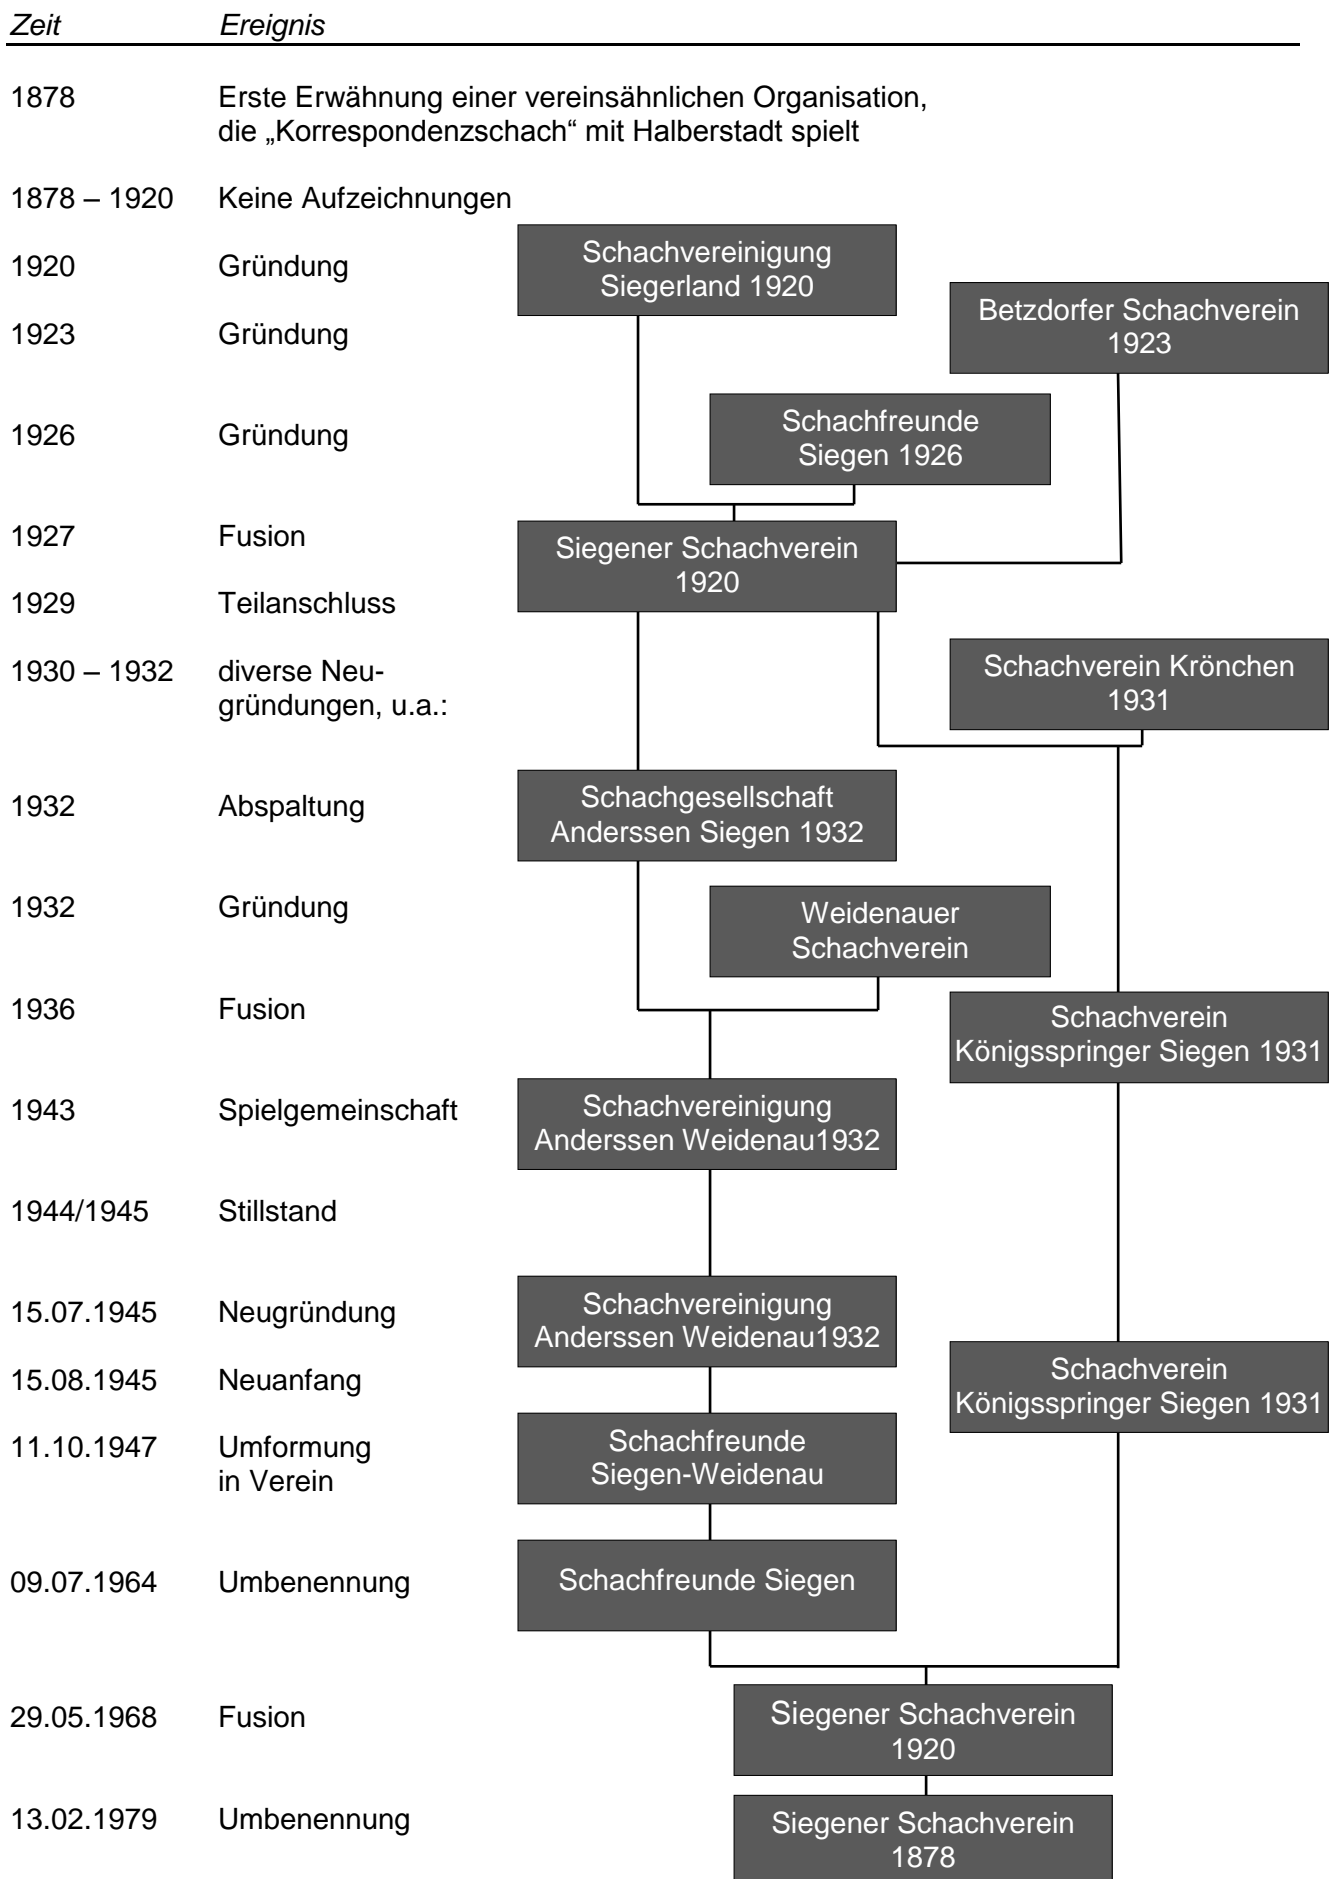 Zeit Ereignis
1878 Erste Erwähnung einer vereinsähnlichen Organisation,
die „Korrespondenzschach“ mit Halberstadt spielt
1878 – 1920 Keine Aufzeichnungen
Schachvereinigung
Siegerland 1920
1920 Gründung
Betzdorfer Schachverein
1923
1923 Gründung
Schachfreunde
Siegen 1926
1926 Gründung
1927 Fusion
Siegener Schachverein
1920
1929 Teilanschluss
1930 – 1932 diverse Neu-
gründungen, u.a.:
Schachverein Krönchen
1931
1932 Abspaltung
Schachgesellschaft
Anderssen Siegen 1932
1932 Gründung
Weidenauer
Schachverein
1936 Fusion
Schachverein
Königsspringer Siegen 1931
1943 Spielgemeinschaft
Schachvereinigung
Anderssen Weidenau1932
1944/1945 Stillstand
15.07.1945 Neugründung
Schachvereinigung
Anderssen Weidenau1932
15.08.1945 Neuanfang
Schachverein
Königsspringer Siegen 1931
11.10.1947 Umformung
in Verein
Schachfreunde
Siegen-Weidenau
09.07.1964 Umbenennung
Schachfreunde Siegen
29.05.1968 Fusion
Siegener Schachverein
1920
13.02.1979 Umbenennung
Siegener Schachverein
1878